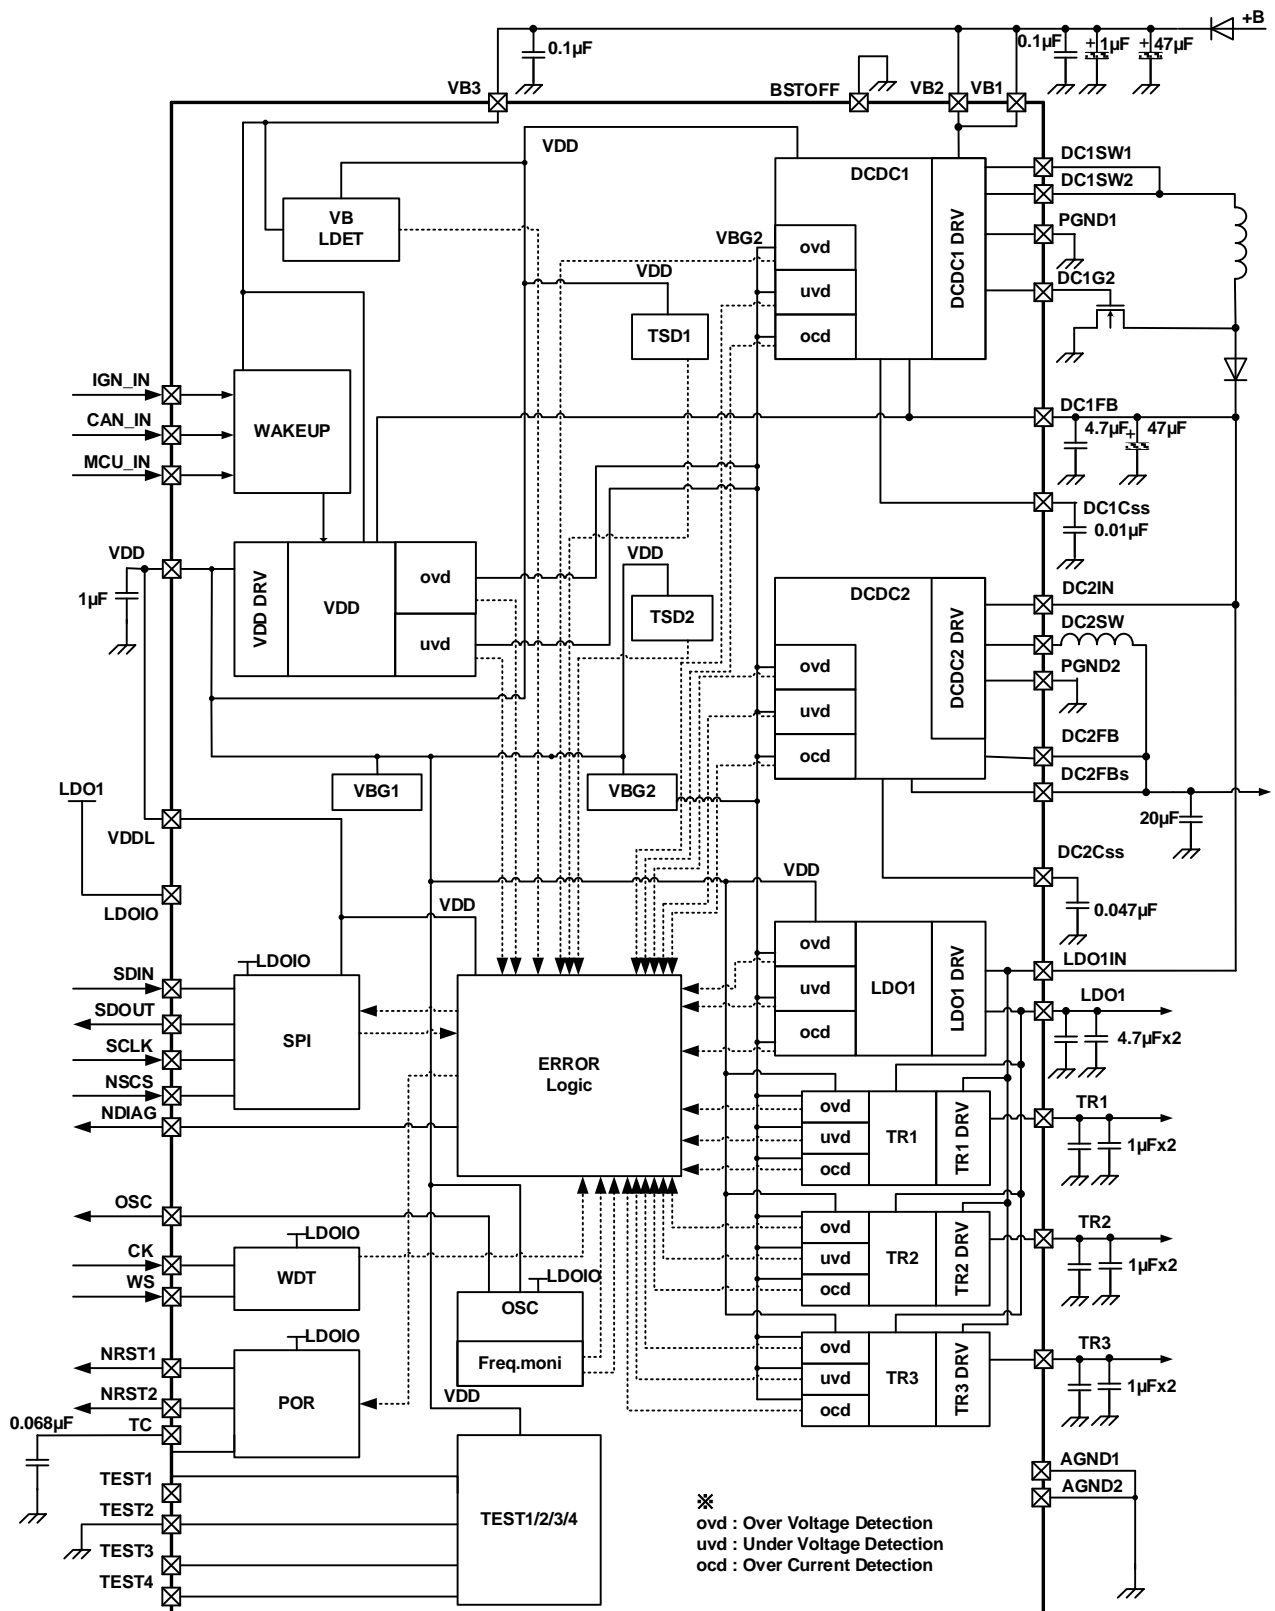 +B
0.1µF
0.1µF
1µF
47µF
VB3
BSTOFF
VB2
VB1
VDD
DCDC1
DC1SW1
DC1SW2
VB
LDET
PGND1
VBG2
ovd
DCDC1 DRV
VDD
DC1G2
uvd
TSD1
ocd
IGN_IN
DC1FB
CAN_IN
WAKEUP
4.7µF
47µF
MCU_IN
DC1Css
0.01µF
VDD
VDD
ovd
DCDC2
DC2IN
1µF
VDD DRV
VDD
TSD2
DC2SW
uvd
DCDC2 DRV
ovd
PGND2
uvd
DC2FB
ocd
DC2FBs
LDO1
VBG1
VBG2
20µF
VDDL
DC2Css
VDD
LDOIO
VDD
0.047µF
ovd
LDOIO
LDO1IN
SDIN
uvd
LDO1
LDO1 DRV
LDO1
SDOUT
SPI
ocd
4.7µFx2
SCLK
ERROR
Logic
NSCS
TR1
NDIAG
ovd
uvd
TR1
TR1 DRV
1µFx2
ocd
OSC
TR2
LDOIO
ovd
CK
WDT
uvd
TR2
TR2 DRV
1µFx2
WS
LDOIO
ocd
OSC
LDOIO
TR3
NRST1
ovd
Freq.moni
uvd
TR3
TR3 DRV
1µFx2
NRST2
POR
VDD
ocd
0.068µF
TC
AGND1
TEST1
AGND2
TEST2
TEST1/2/3/4
※
ovd : Over Voltage Detection
uvd : Under Voltage Detection
ocd : Over Current Detection
TEST3
TEST4